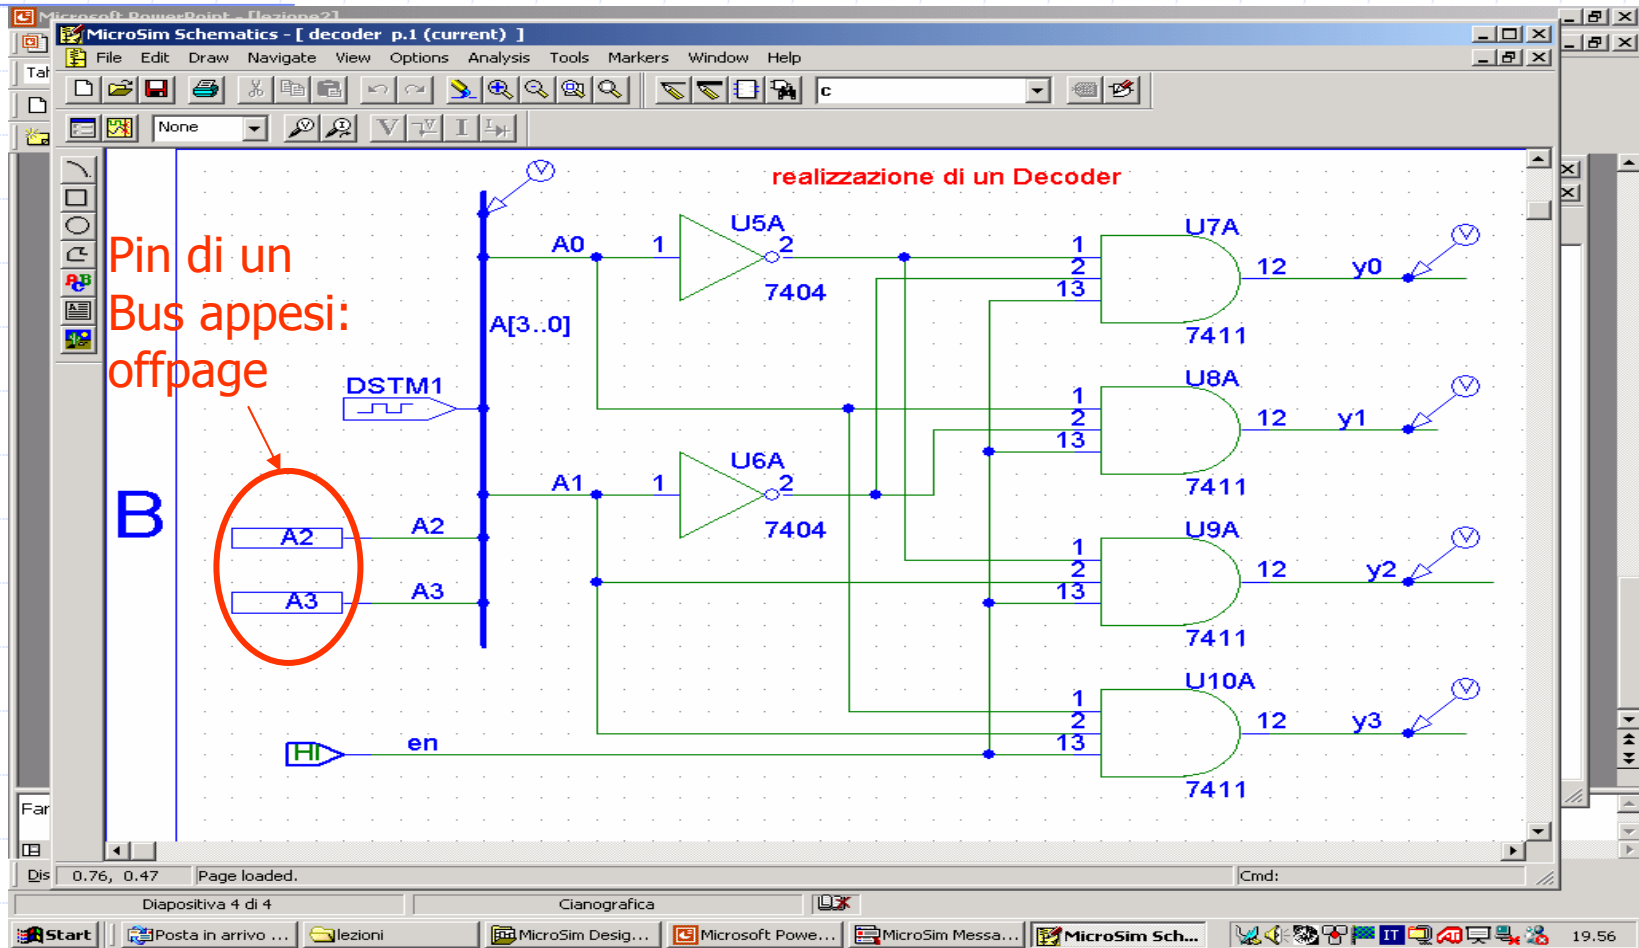 Microsoft PowerPoint - [lezione2]
MicroSim Schematics - [ decoder p.1 (current) ]
File Edit Draw Navigate View Options Analysis Tools Markers Window Help
c
None
realizzazione di un Decoder
Pin di un
Bus appesi:
offpage
A[3..0]
DSTM1
B
A0
1
U5A
2
7404
A1
1
U6A
2
7404
A2
A2
A3
A3
HI
en
U7A
1
2
13
12
y0
7411
U8A
1
2
13
12
y1
7411
U9A
1
2
13
12
y2
7411
U10A
1
2
13
12
y3
7411
0.76, 0.47
Page loaded.
Cmd:
Diapositiva 4 di 4
Cianografica
Start
Posta in arrivo ...
lezioni
MicroSim Desig...
Microsoft Powe...
MicroSim Messa...
MicroSim Sch...
IT
19.56